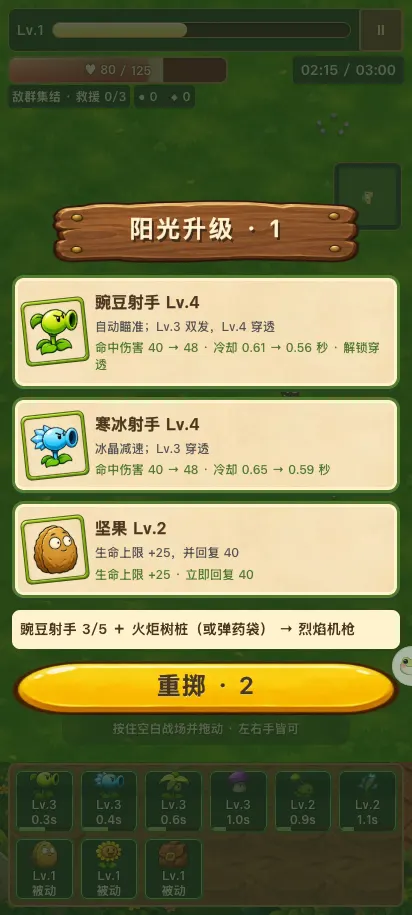 Lv.1
II
♥ 80 / 125
02:15 / 03:00
敌群集结 · 救援 0/3
● 0 ◆ 0
阳光升级 · 1
豌豆射手 Lv.4
自动瞄准；Lv.3 双发，Lv.4 穿透
命中伤害 40 → 48 · 冷却 0.61 → 0.56 秒 · 解锁穿
透
寒冰射手 Lv.4
冰晶减速；Lv.3 穿透
命中伤害 40 → 48 · 冷却 0.65 → 0.59 秒
坚果 Lv.2
生命上限 +25，并回复 40
生命上限 +25 · 立即回复 40
豌豆射手 3/5 + 火炬树桩（或弹药袋） → 烈焰机枪
重掷 · 2
按住空白战场并拖动 · 左右手皆可
Lv.3 Lv.3 Lv.3 Lv.3 Lv.2 Lv.2
0.3s 0.4s 0.6s 1.0s 0.9s 1.1s
Lv.1 Lv.1 Lv.1
被动 被动 被动